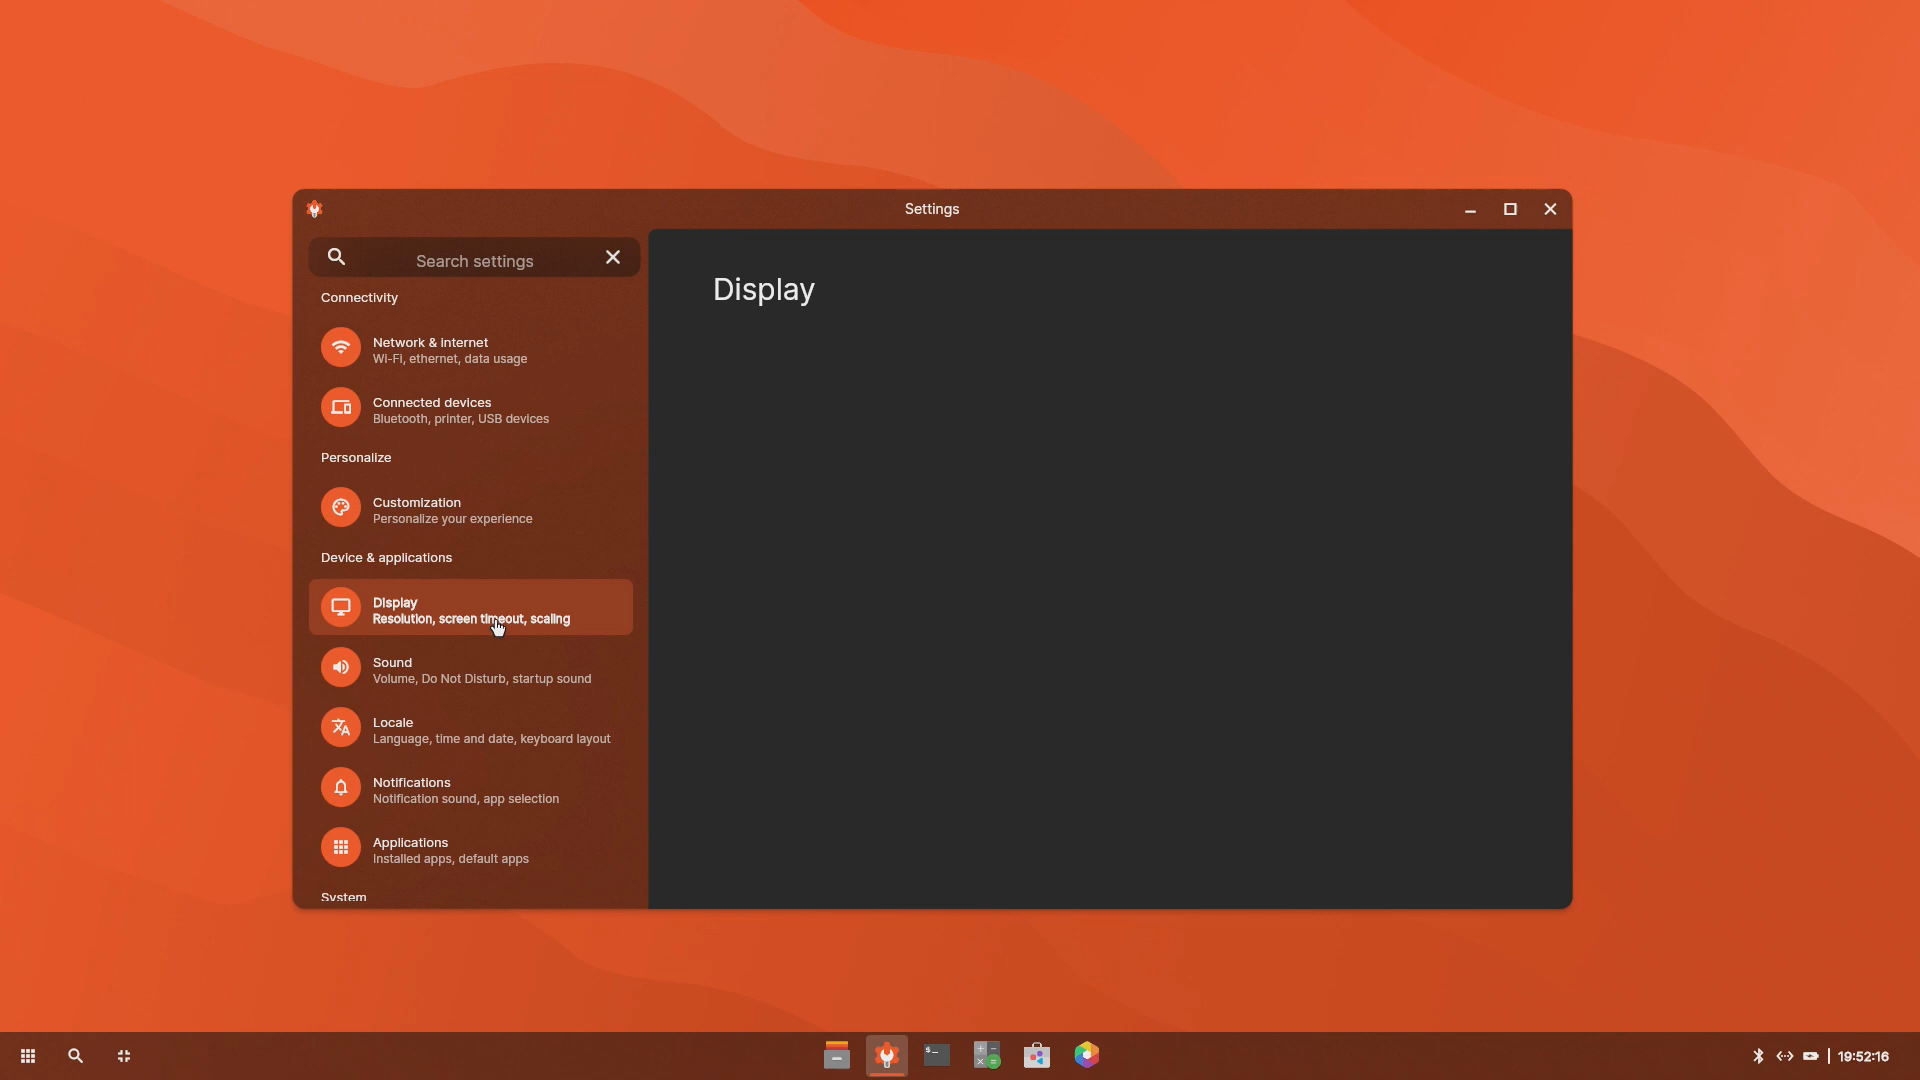 Settings
Search settings
Connectivity
Network & internet
Wi-Fi, ethernet, data usage
Connected devices
Bluetooth, printer, USB devices
Personalize
Customization
Personalize your experience
Device & applications
Display
Resolution, screen timeout, scaling
Sound
Volume, Do Not Disturb, startup sound
Locale
Language, time and date, keyboard layout
Notifications
Notification sound, app selection
Applications
Installed apps, default apps
System
Display
$_
19:52:16